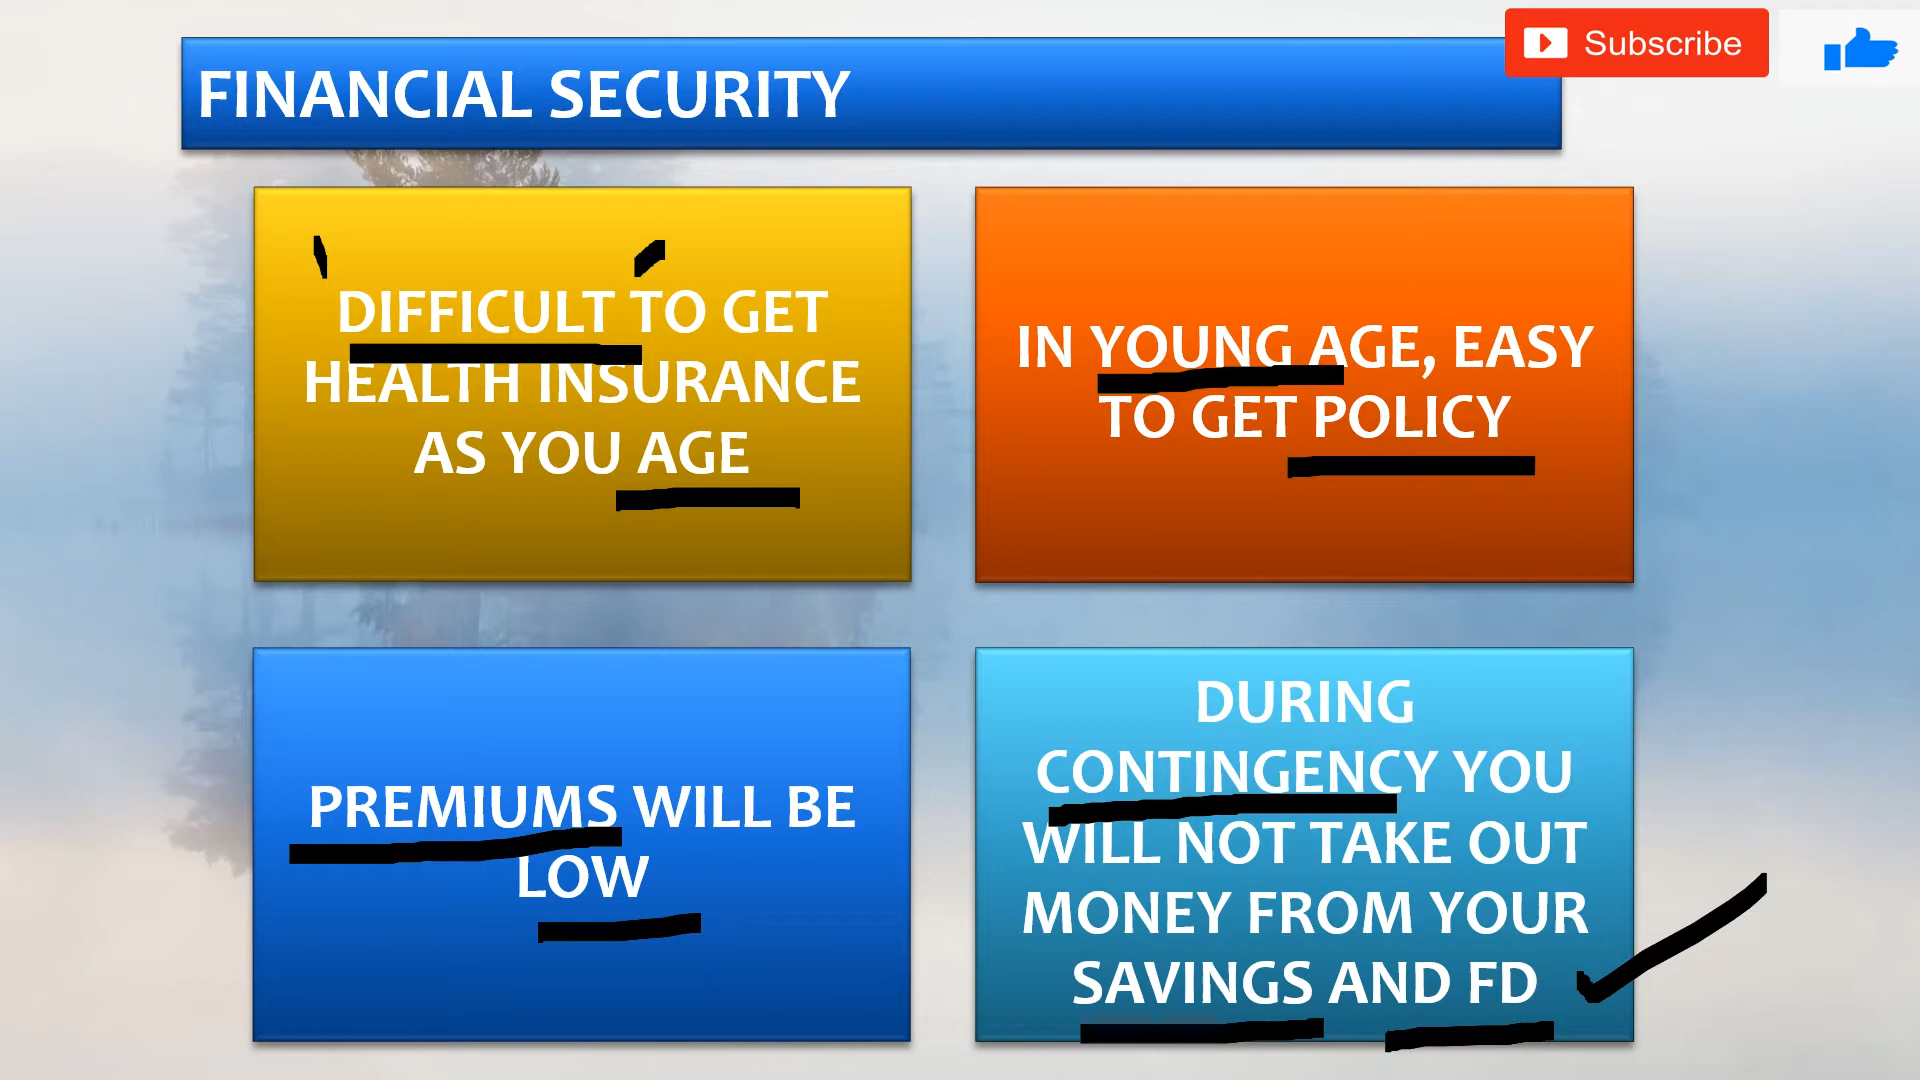 Subscribe
FINANCIAL SECURITY
DIFFICULT TO GET
HEALTH INSURANCE
AS YOU AGE
IN YOUNG AGE, EASY
TO GET POLICY
PREMIUMS WILL BE
LOW
DURING
CONTINGENCY YOU
WILL NOT TAKE OUT
MONEY FROM YOUR
SAVINGS AND FD